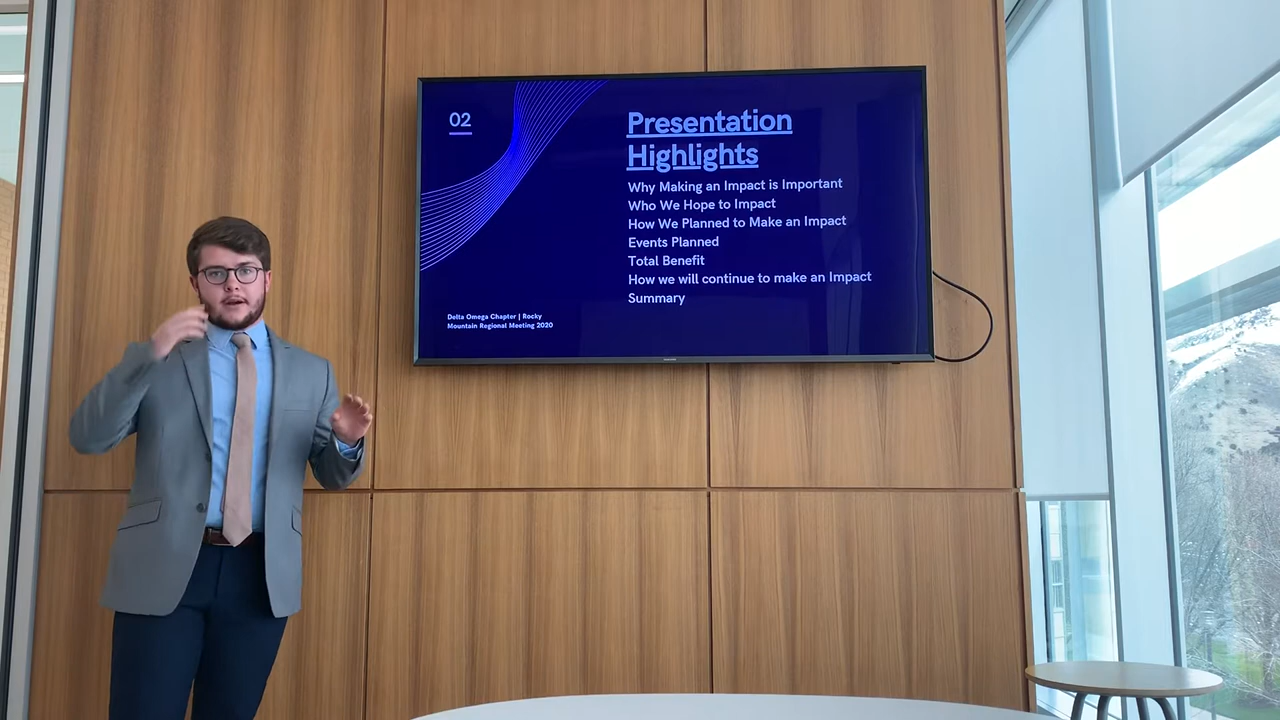 02
Presentation
Highlights
Why Making an Impact is Important
Who We Hope to Impact
How We Planned to Make an Impact
Events Planned
Total Benefit
How we will continue to make an Impact
Summary
Delta Omega Chapter | Rocky
Mountain Regional Meeting 2020